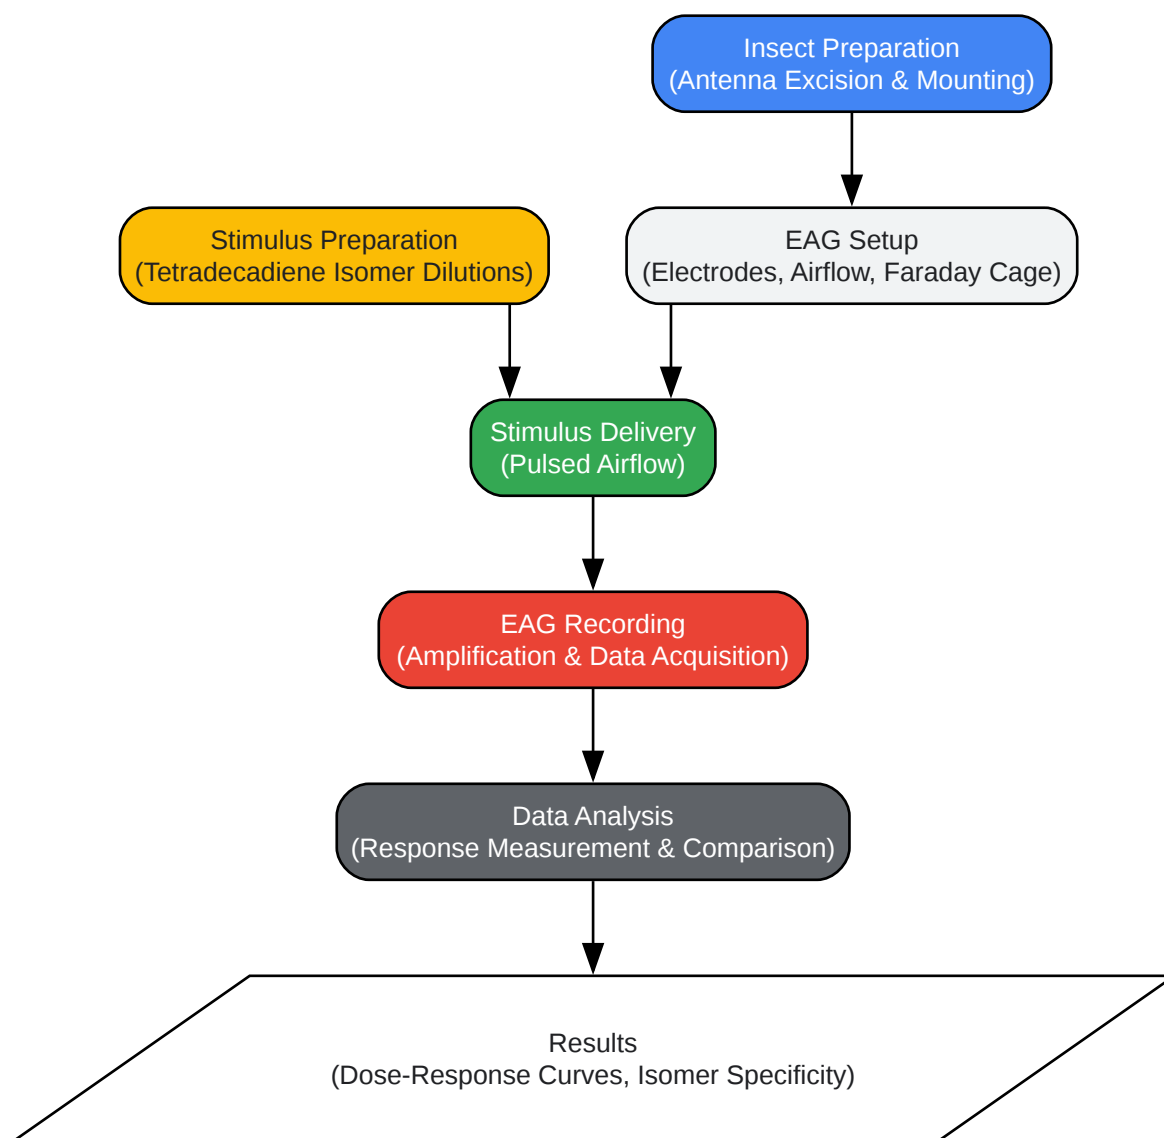 Insect Preparation
(Antenna Excision & Mounting)
Stimulus Preparation
(Tetradecadiene Isomer Dilutions)
EAG Setup
(Electrodes, Airflow, Faraday Cage)
Stimulus Delivery
(Pulsed Airflow)
EAG Recording
(Amplification & Data Acquisition)
Data Analysis
(Response Measurement & Comparison)
Results
(Dose-Response Curves, Isomer Specificity)